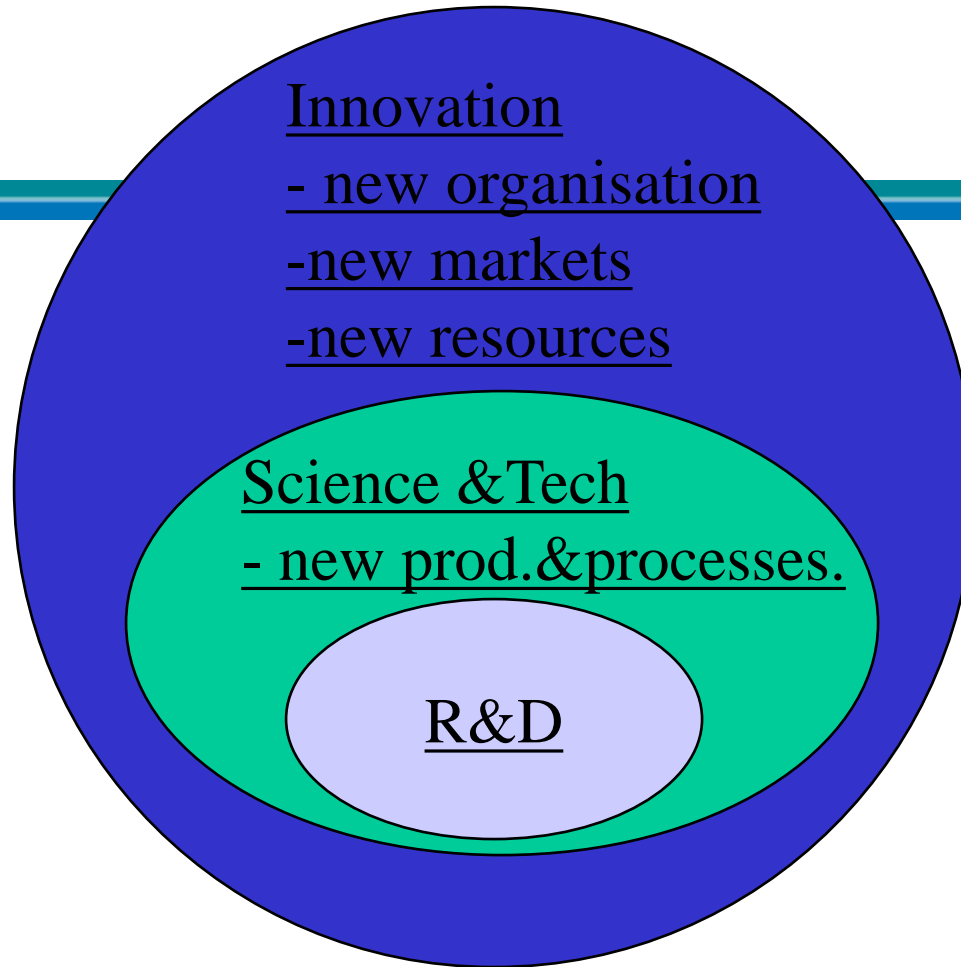 Innovation
- new organisation
-new markets
-new resources
Science &Tech
- new prod.&processes.
R&D